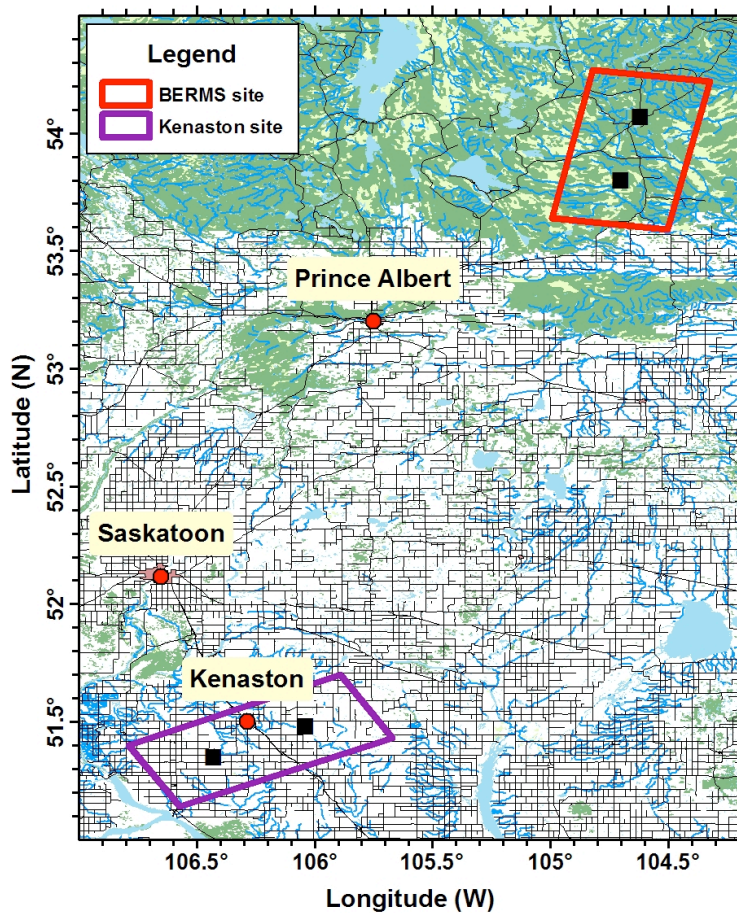 Legend
BERMS site
Kenaston site
54°
53.5°
Prince Albert
53°
Latitude (N)
52.5°
Saskatoon
52°
Kenaston
51.5°
106.5°
106°
105.5°
105°
104.5°
Longitude (W)